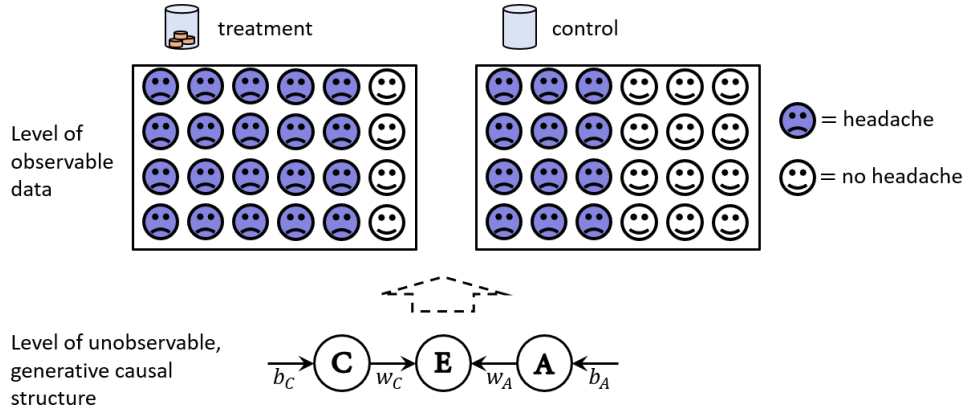 treatment
control
Level of
observable
data
= headache
= no headache
Level of unobservable,
generative causal
structure
C
E
A
b_C
w_C
w_A
b_A